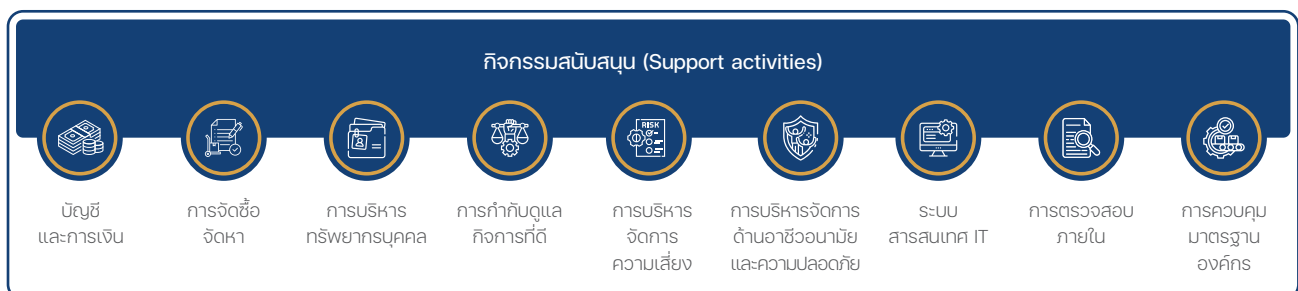 กิจกรรมสนับสนุน (Support activities)
RISK
บัญชี
และการเงิน
การจัดซื้อ
จัดหา
การบริหาร
ทรัพยากรบุคคล
การกำกับดูแล
กิจการที่ดี
การบริหาร
จัดการ
ความเสี่ยง
การบริหารจัดการ
ด้านอาชีวอนามัย
และความปลอดภัย
ระบบ
สารสนเทศ IT
การตรวจสอบ
ภายใน
การควบคุม
มาตรฐาน
องค์กร